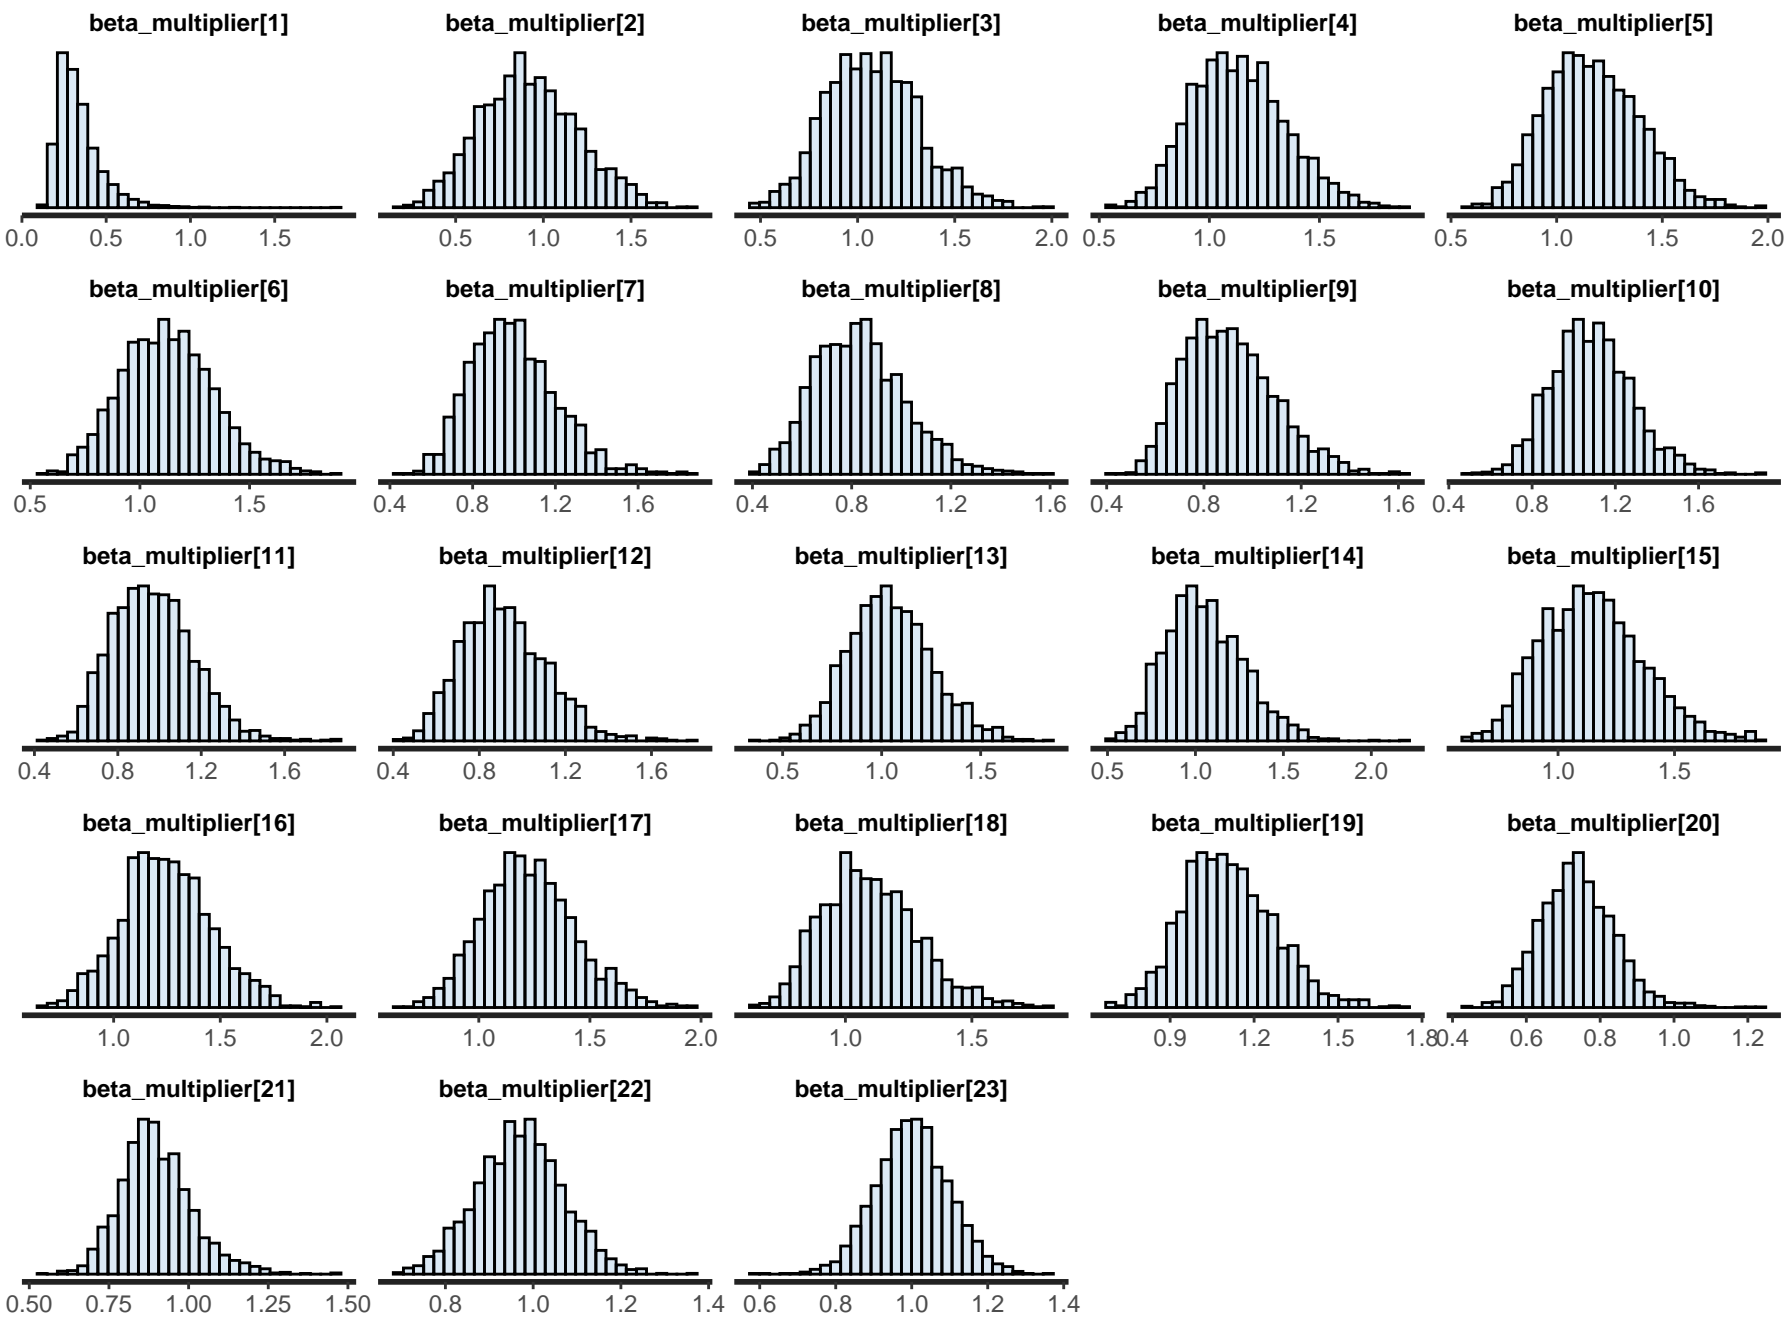 beta_multiplier[1] beta_multiplier[2] beta_multiplier[3] beta_multiplier[4] beta_multiplier[5]
0.0 0.5 1.0 1.5 0.5 1.0 1.5 0.5 1.0 1.5 2.0 0.5 1.0 1.5 0.5 1.0 1.5 2.0
beta_multiplier[6] beta_multiplier[7] beta_multiplier[8] beta_multiplier[9] beta_multiplier[10]
0.5 1.0 1.5 0.4 0.8 1.2 1.6 0.4 0.8 1.2 1.6 0.4 0.8 1.2 1.6 0.4 0.8 1.2 1.6
beta_multiplier[11] beta_multiplier[12] beta_multiplier[13] beta_multiplier[14] beta_multiplier[15]
0.4 0.8 1.2 1.6 0.4 0.8 1.2 1.6 0.5 1.0 1.5 0.5 1.0 1.5 2.0 1.0 1.5
beta_multiplier[16] beta_multiplier[17] beta_multiplier[18] beta_multiplier[19] beta_multiplier[20]
1.0 1.5 2.0 1.0 1.5 2.0 1.0 1.5 0.9 1.2 1.5 1.8 0.4 0.6 0.8 1.0 1.2
beta_multiplier[21] beta_multiplier[22] beta_multiplier[23]
0.50 0.75 1.00 1.25 1.50 0.8 1.0 1.2 1.4 0.6 0.8 1.0 1.2 1.4